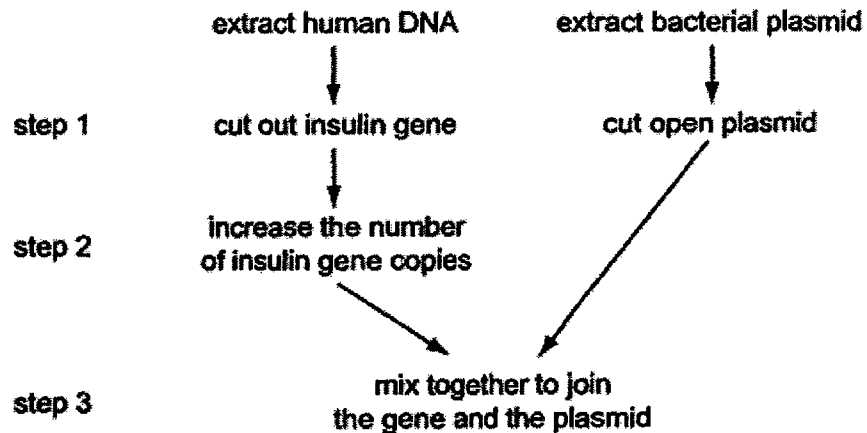 extract human DNA
extract bacterial plasmid
step 1
cut out insulin gene
cut open plasmid
step 2
increase the number
of insulin gene copies
step 3
mix together to join
the gene and the plasmid